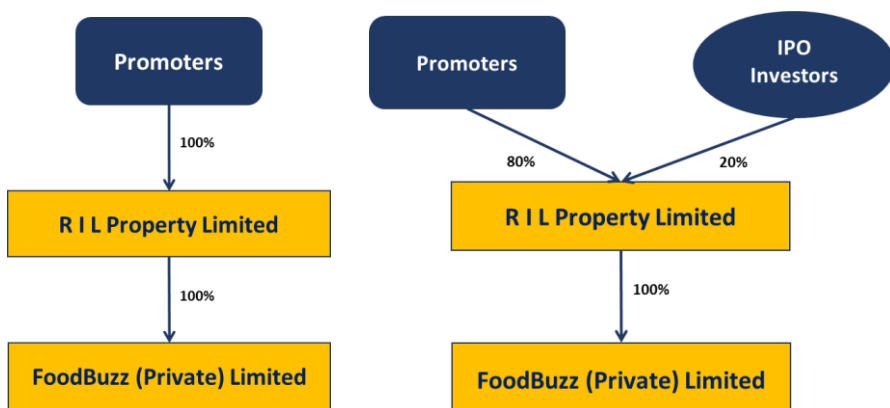 Promoters
100%
R I L Property Limited
100%
FoodBuzz (Private) Limited
Promoters
IPO
Investors
80%
20%
R I L Property Limited
100%
FoodBuzz (Private) Limited